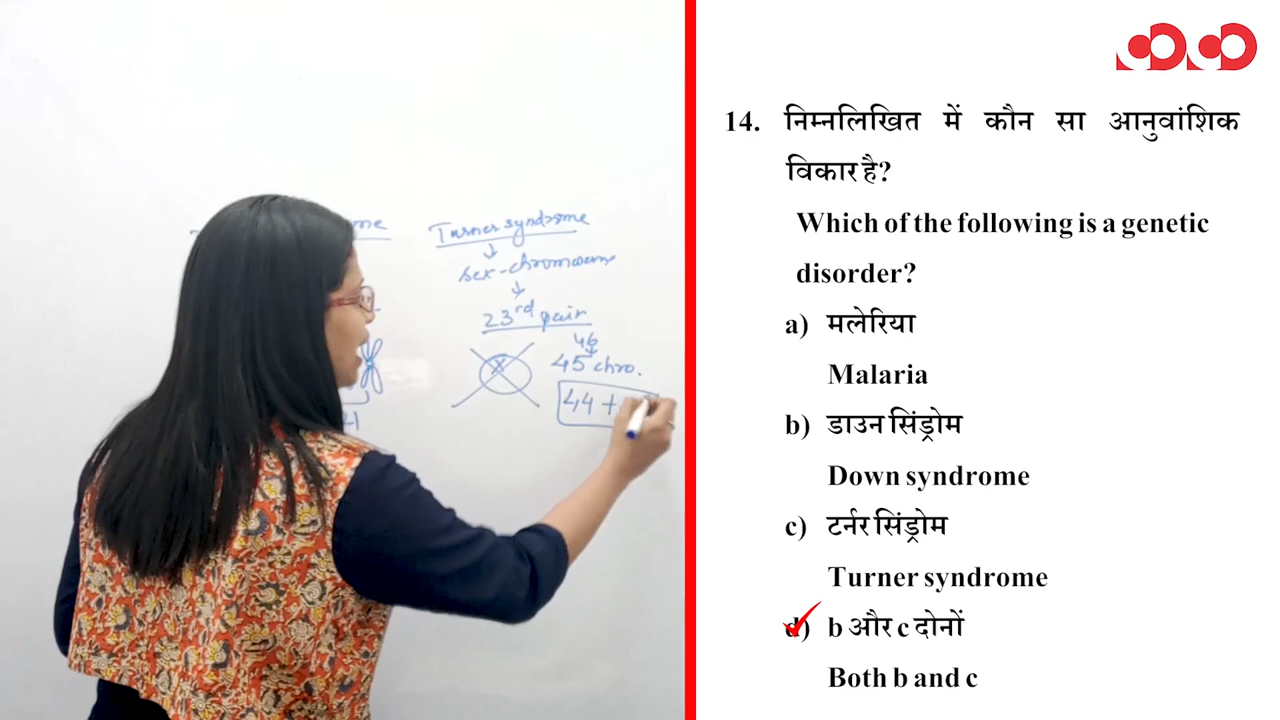 Turner syndrome
sex-chromosome
23rd pair
46
45 chro.
X
44 +
21
14. निम्नलिखित में कौन सा आनुवांशिक
विकार है?
Which of the following is a genetic
disorder?
a) मलेरिया
Malaria
b) डाउन सिंड्रोम
Down syndrome
c) टर्नर सिंड्रोम
Turner syndrome
d) b और c दोनों
Both b and c